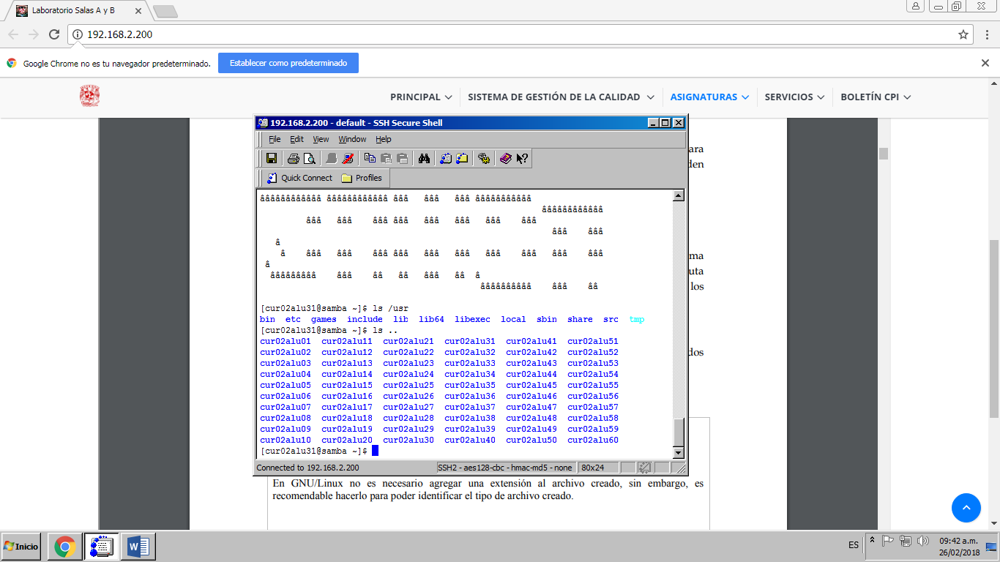 Laboratorio Salas A y B
192.168.2.200
Google Chrome no es tu navegador predeterminado. Establecer como predeterminado
PRINCIPAL SISTEMA DE GESTIÓN DE LA CALIDAD ASIGNATURAS SERVICIOS BOLETÍN CPI
192.168.2.200 - default - SSH Secure Shell
File Edit View Window Help
Quick Connect Profiles
ââââââââââââ ââââââââââââ âââ âââ âââ âââââââââââ
ââââââââââââ
âââ âââ âââ âââ âââ âââ âââ âââ
âââ âââ
â
â âââ âââ âââ âââ âââ âââ âââ âââ âââ âââ
â
âââââââââ âââ ââ ââ âââ ââ â
ââââââââââ âââ ââ
[cur02alu31@samba ~]$ ls /usr
bin etc games include lib lib64 libexec local sbin share src tmp
[cur02alu31@samba ~]$ ls ..
cur02alu01 cur02alu11 cur02alu21 cur02alu31 cur02alu41 cur02alu51
cur02alu02 cur02alu12 cur02alu22 cur02alu32 cur02alu42 cur02alu52
cur02alu03 cur02alu13 cur02alu23 cur02alu33 cur02alu43 cur02alu53
cur02alu04 cur02alu14 cur02alu24 cur02alu34 cur02alu44 cur02alu54
cur02alu05 cur02alu15 cur02alu25 cur02alu35 cur02alu45 cur02alu55
cur02alu06 cur02alu16 cur02alu26 cur02alu36 cur02alu46 cur02alu56
cur02alu07 cur02alu17 cur02alu27 cur02alu37 cur02alu47 cur02alu57
cur02alu08 cur02alu18 cur02alu28 cur02alu38 cur02alu48 cur02alu58
cur02alu09 cur02alu19 cur02alu29 cur02alu39 cur02alu49 cur02alu59
cur02alu10 cur02alu20 cur02alu30 cur02alu40 cur02alu50 cur02alu60
[cur02alu31@samba ~]$
Connected to 192.168.2.200 SSH2 - aes128-cbc - hmac-md5 - none 80x24
ara
den
ma
uta
los
dos
En GNU/Linux no es necesario agregar una extensión al archivo creado, sin embargo, es
recomendable hacerlo para poder identificar el tipo de archivo creado.
Inicio
ES
09:42 a.m.
26/02/2018